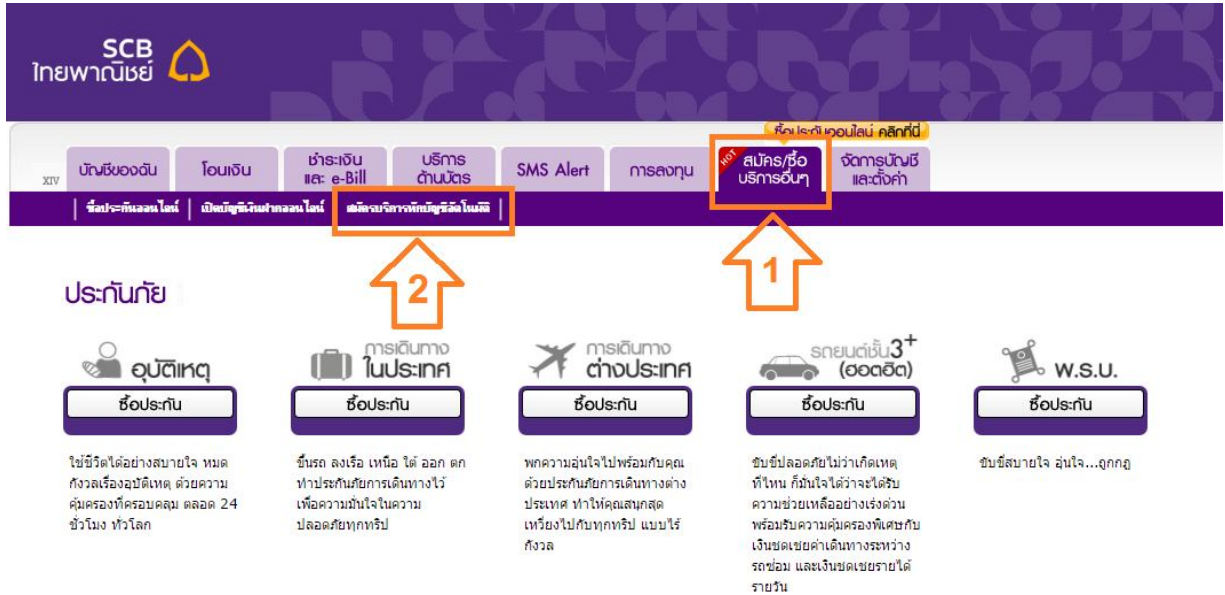 SCB
ไทยพาณิชย์
ซื้อประกันออนไลน์ คลิกที่นี่
XIV
บัญชีของฉัน
โอนเงิน
ชำระเงิน
และ e-Bill
บริการ
ด้านบัตร
SMS Alert
การลงทุน
HOT
สมัคร/ซื้อ
บริการอื่นๆ
จัดการบัญชี
และตั้งค่า
ซื้อประกันออนไลน์
เปิดบัญชีเงินฝากออนไลน์
สมัครบริการหักบัญชีอัตโนมัติ
2
1
ประกันภัย
อุบัติเหตุ
ซื้อประกัน
ใช้ชีวิตได้อย่างสบายใจ หมด
กังวลเรื่องอุบัติเหตุ ด้วยความ
คุ้มครองที่ครอบคลุม ตลอด 24
ชั่วโมง ทั่วโลก
การเดินทาง
ในประเทศ
ซื้อประกัน
ขึ้นรถ ลงเรือ เหนือ ใต้ ออก ตก
ทำประกันภัยการเดินทางไว้
เพื่อความมั่นใจในความ
ปลอดภัยทุกทริป
การเดินทาง
ต่างประเทศ
ซื้อประกัน
พกความอุ่นใจไปพร้อมกับคุณ
ด้วยประกันภัยการเดินทางต่าง
ประเทศ ทำให้คุณสนุกสุด
เหวี่ยงไปกับทุกทริป แบบไร้
กังวล
รถยนต์ชั้น3+
(ฮอตฮิต)
ซื้อประกัน
ขับขี่ปลอดภัยไม่ว่าเกิดเหตุ
ที่ไหน ก็มั่นใจได้ว่าจะได้รับ
ความช่วยเหลืออย่างเร่งด่วน
พร้อมรับความคุ้มครองพิเศษกับ
เงินชดเชยค่าเดินทางระหว่าง
รถซ่อม และเงินชดเชยรายได้
รายวัน
พ.ร.บ.
ซื้อประกัน
ขับขี่สบายใจ อุ่นใจ...ถูกกฎ